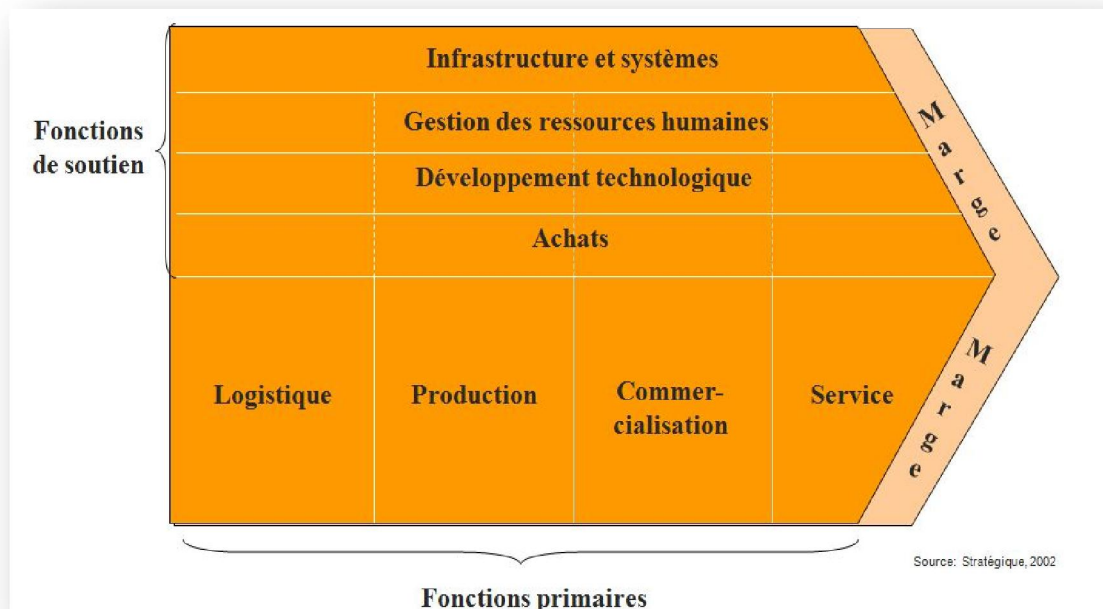 Infrastructure et systèmes
Fonctions
de soutien
Gestion des ressources humaines
Développement technologique
Achats
Marge
Logistique
Production
Commer-
cialisation
Service
Marge
Source: Stratégique, 2002
Fonctions primaires